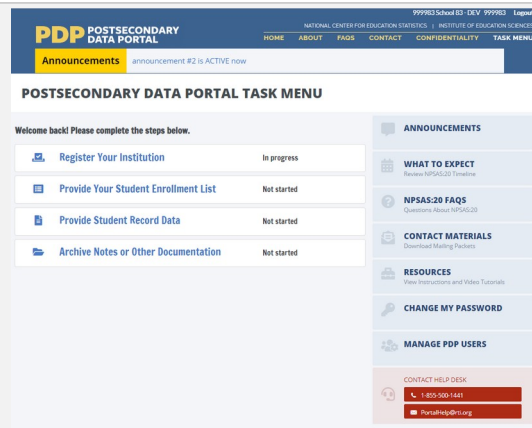 999983 School 83 - DEV 999983 Logout
PDP POSTSECONDARY DATA PORTAL
NATIONAL CENTER FOR EDUCATION STATISTICS | INSTITUTE OF EDUCATION SCIENCES
HOME ABOUT FAQS CONTACT CONFIDENTIALITY TASK MENU
Announcements announcement #2 is ACTIVE now
POSTSECONDARY DATA PORTAL TASK MENU
Welcome back! Please complete the steps below.
Register Your Institution In progress
Provide Your Student Enrollment List Not started
Provide Student Record Data Not started
Archive Notes or Other Documentation Not started
ANNOUNCEMENTS
WHAT TO EXPECT
Review NPSAS:20 Timeline
NPSAS:20 FAQS
Questions About NPSAS:20
CONTACT MATERIALS
Download Mailing Packets
RESOURCES
View Instructions and Video Tutorials
CHANGE MY PASSWORD
MANAGE PDP USERS
CONTACT HELP DESK
1-855-500-1441
PortalHelp@rti.org